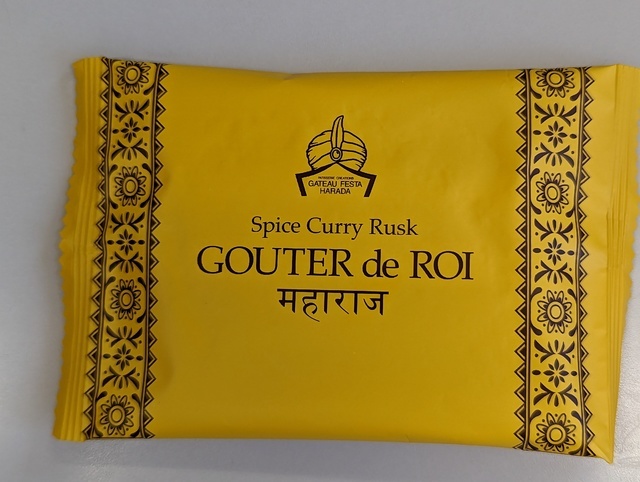 GATEAU FESTA
HARADA
Spice Curry Rusk
GOUTER de ROI
महाराज